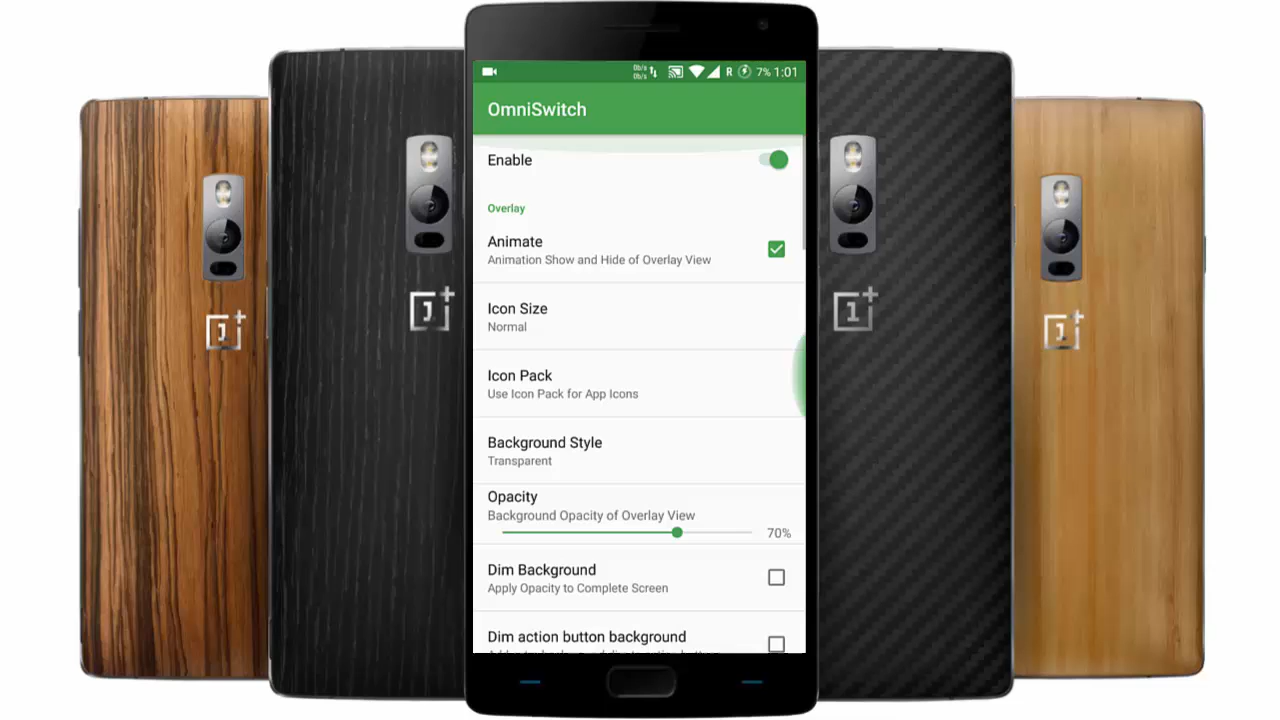 0b/s
0b/s
R
7% 1:01
OmniSwitch
Enable
Overlay
Animate
Animation Show and Hide of Overlay View
Icon Size
Normal
Icon Pack
Use Icon Pack for App Icons
Background Style
Transparent
Opacity
Background Opacity of Overlay View
70%
Dim Background
Apply Opacity to Complete Screen
Dim action button background